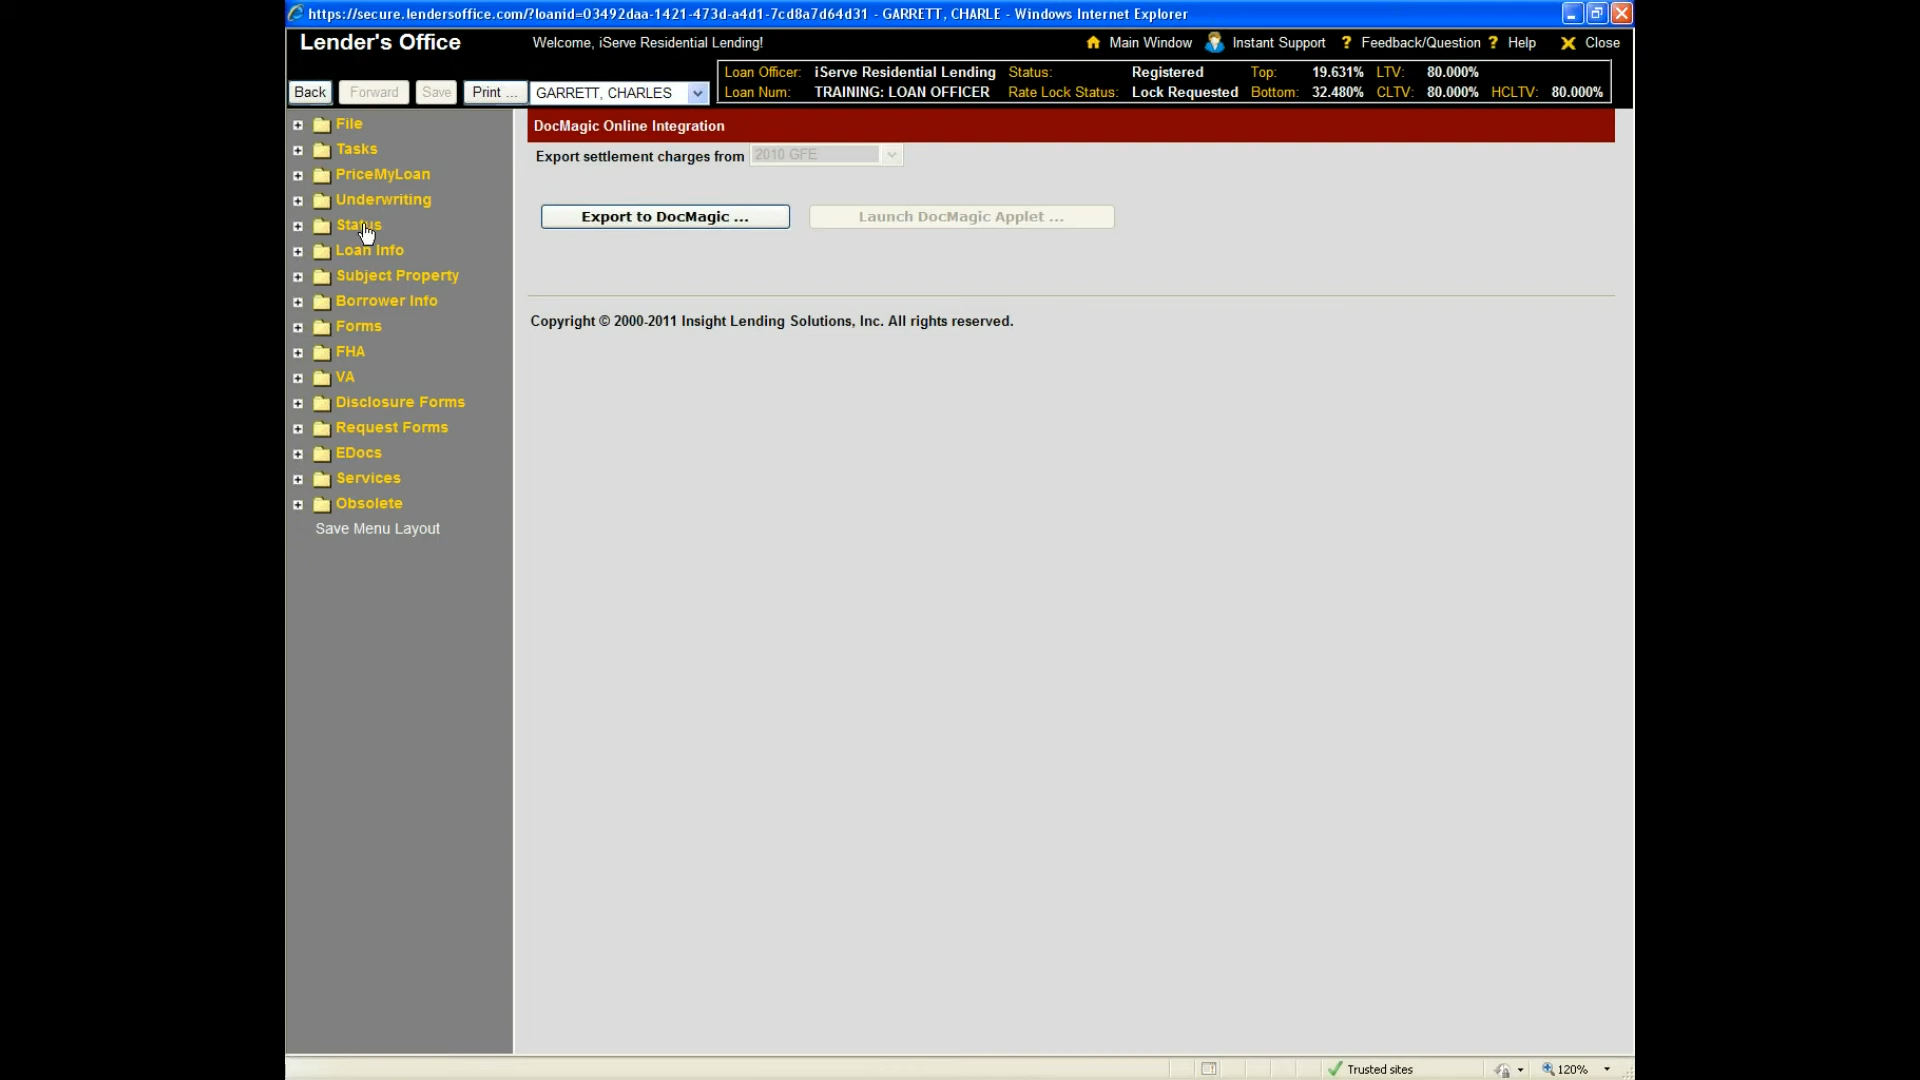 https://secure.lendersoffice.com/?loanid=03492daa-1421-473d-a4d1-7cd8a7d64d31 - GARRETT, CHARLE - Windows Internet Explorer
Lender's Office Welcome, iServe Residential Lending! Main Window Instant Support ? Feedback/Question ? Help X Close
Loan Officer: iServe Residential Lending Status: Registered Top: 19.631% LTV: 80.000%
Back Forward Save Print ... GARRETT, CHARLES Loan Num: TRAINING: LOAN OFFICER Rate Lock Status: Lock Requested Bottom: 32.480% CLTV: 80.000% HCLTV: 80.000%
File
Tasks
PriceMyLoan
Underwriting
Status
Loan Info
Subject Property
Borrower Info
Forms
FHA
VA
Disclosure Forms
Request Forms
EDocs
Services
Obsolete
Save Menu Layout
DocMagic Online Integration
Export settlement charges from 2010 GFE
Export to DocMagic ... Launch DocMagic Applet ...
Copyright © 2000-2011 Insight Lending Solutions, Inc. All rights reserved.
Trusted sites 120%